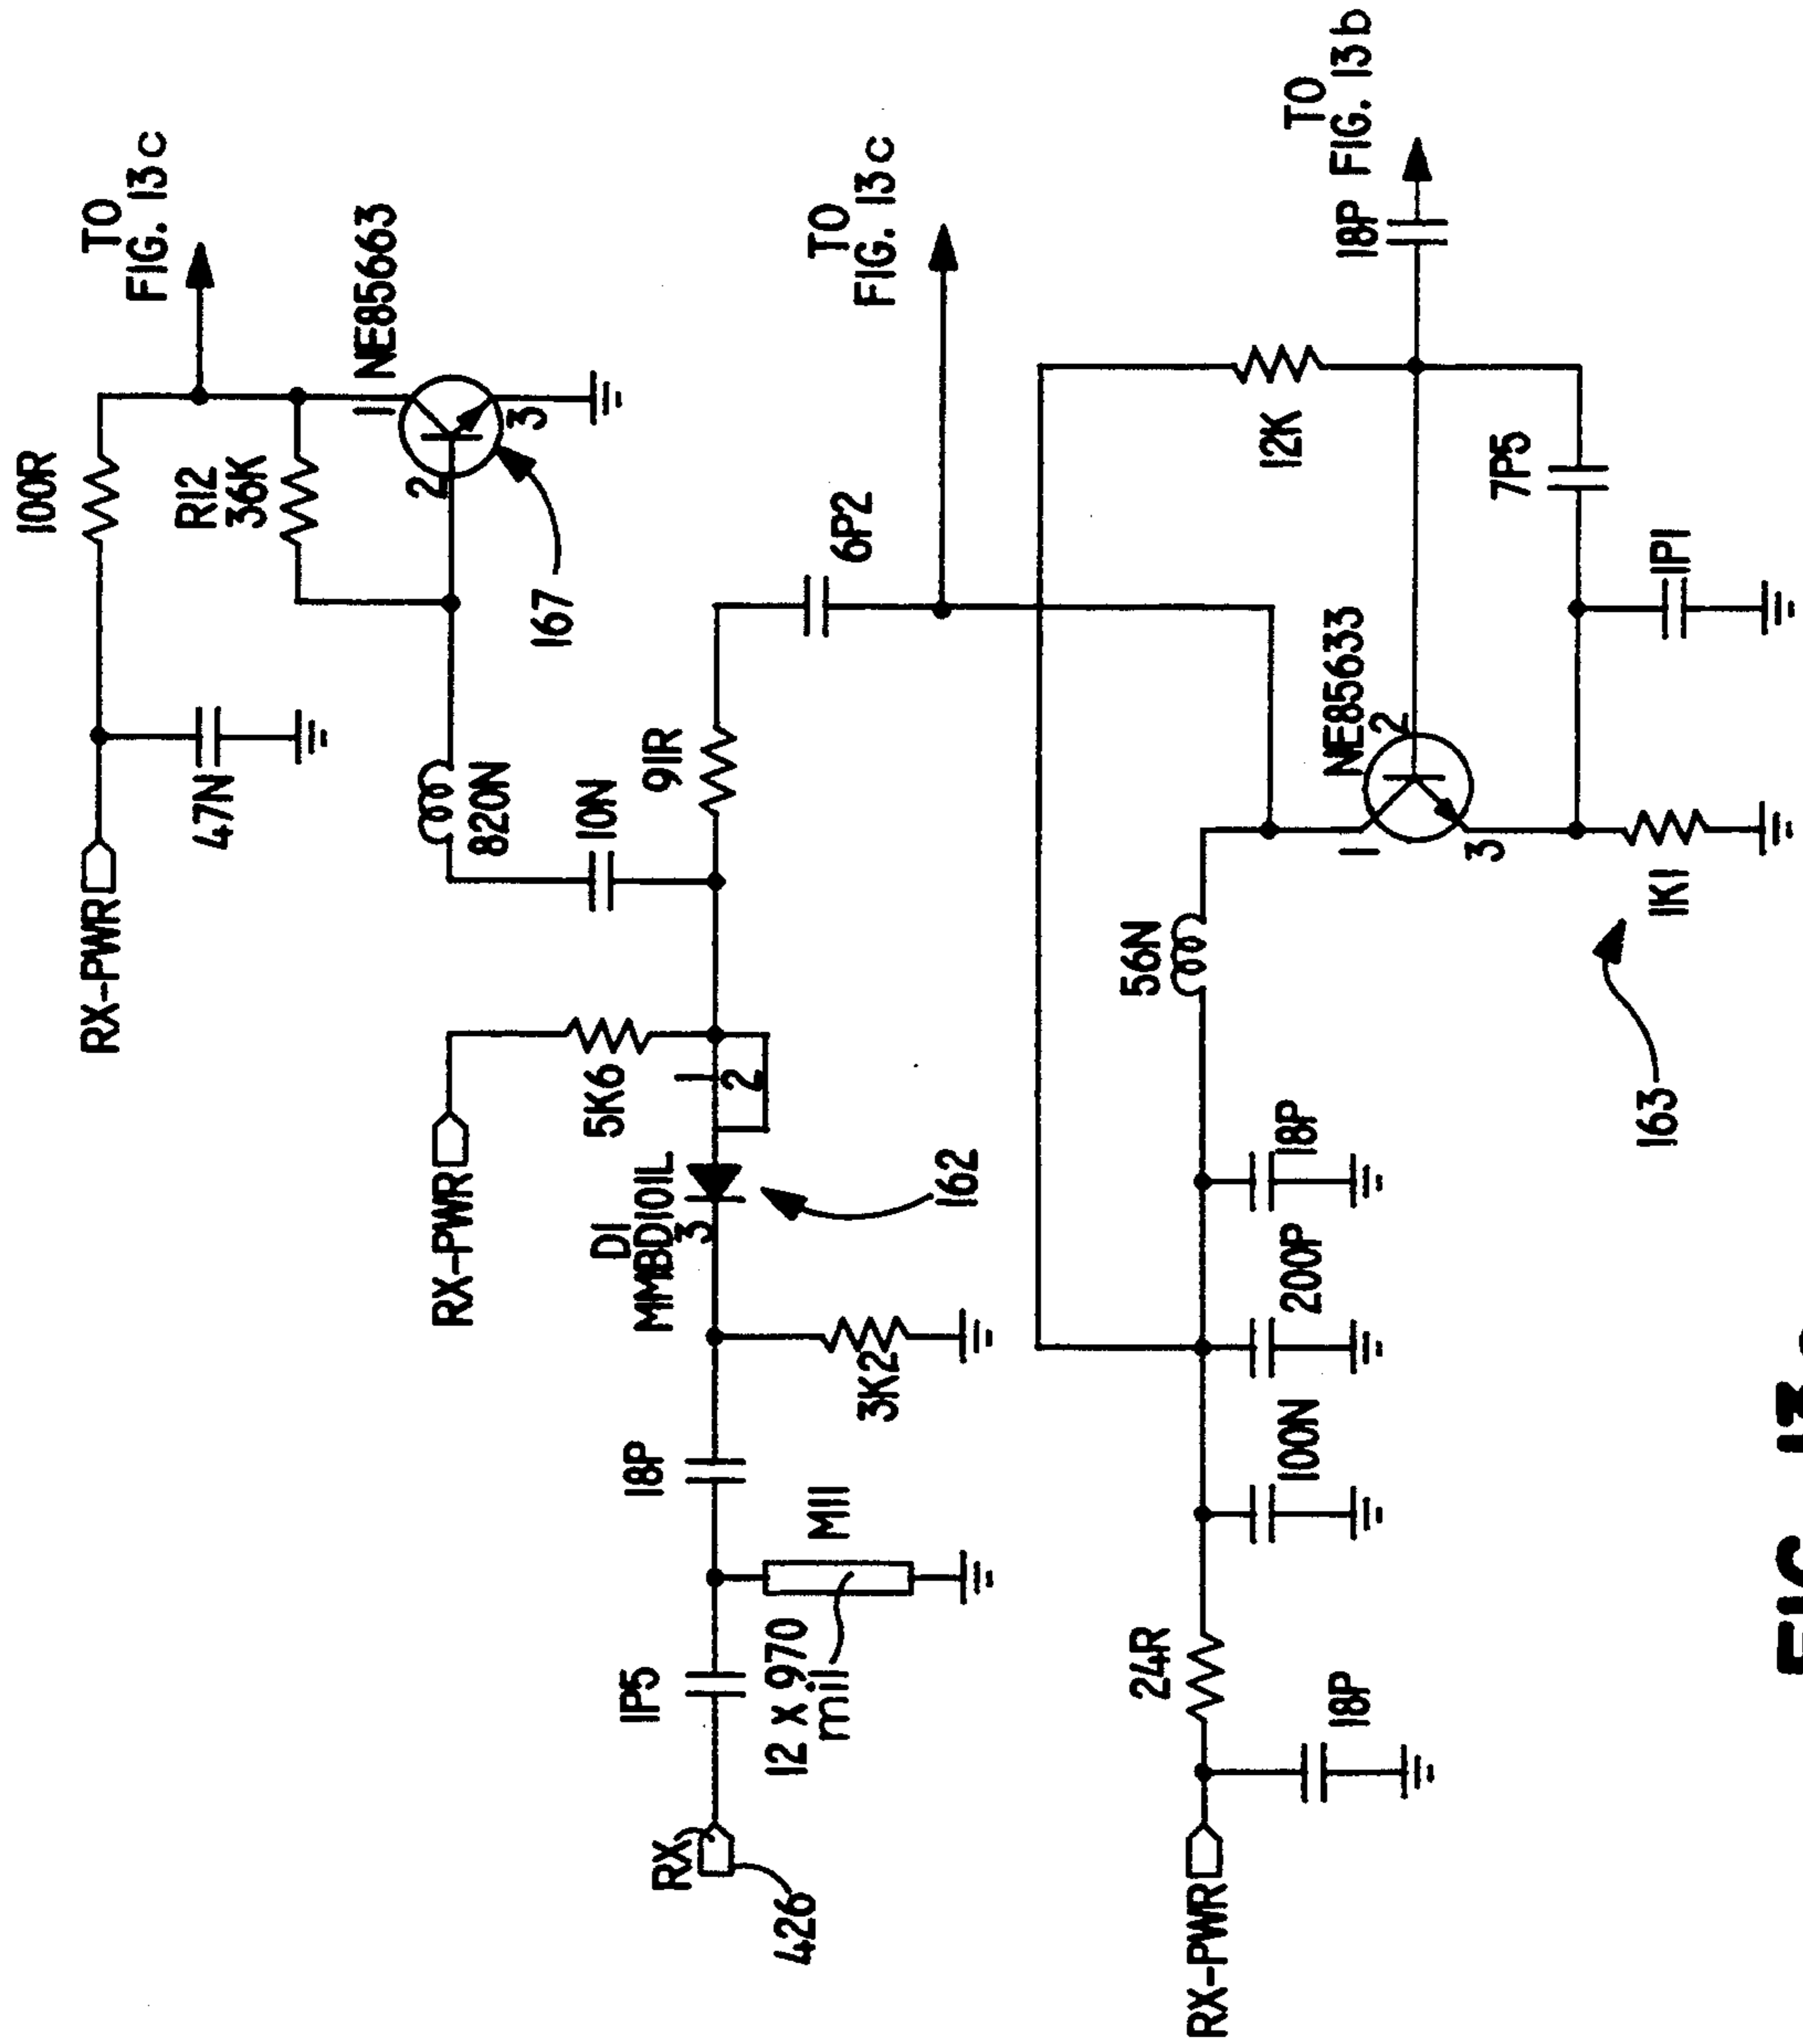 RX-PWR
47N
100R
TO
FIG. 13c
R12
36K
1
NE85663
2
3
167
820N
10N
RX-PWR
5K6
91R
6P2
TO
FIG. 13c
RX
426
1P5
12 X 970
mil
M11
18P
3K2
D1
MMBD101L
3
1
2
162
RX-PWR
18P
24R
100N
200P
18P
56N
163
1
NE85633
2
3
1K1
1P1
7P5
12K
18P
TO
FIG. 13b